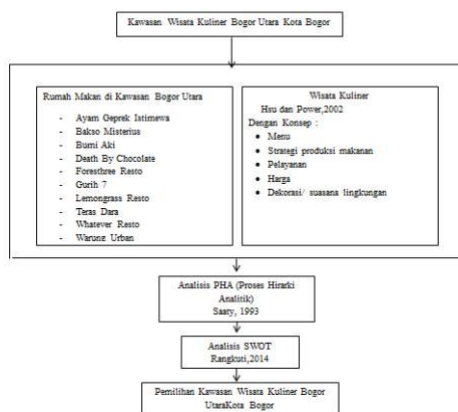 Kawasan Wisata Kuliner Bogor Utara Kota Bogor
Rumah Makan di Kawasan Bogor Utara
- Ayam Geprek Istimewa
- Bakso Misterius
- Bumi Aki
- Death By Chocolate
- Foresthree Resto
- Gurih 7
- Lemongrass Resto
- Teras Dara
- Whatever Resto
- Warung Urban
Wisata Kuliner
Hsu dan Power,2002
Dengan Konsep :
• Menu
• Strategi produksi makanan
• Pelayanan
• Harga
• Dekorasi/ suasana lingkungan
Analisis PHA (Proses Hirarki
Analitik)
Saaty, 1993
Analisis SWOT
Rangkuti,2014
Pemilihan Kawasan Wisata Kuliner Bogor
UtaraKota Bogor